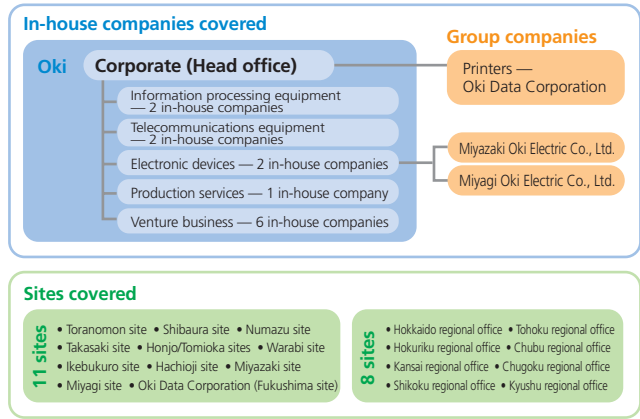 In-house companies covered
Oki
Corporate (Head office)
Information processing equipment
— 2 in-house companies
Telecommunications equipment
— 2 in-house companies
Electronic devices — 2 in-house companies
Production services — 1 in-house company
Venture business — 6 in-house companies
Group companies
Printers —
Oki Data Corporation
Miyazaki Oki Electric Co., Ltd.
Miyagi Oki Electric Co., Ltd.
Sites covered
11 sites
• Toranomon site • Shibaura site • Numazu site
• Takasaki site • Honjo/Tomioka sites • Warabi site
• Ikebukuro site • Hachioji site • Miyazaki site
• Miyagi site • Oki Data Corporation (Fukushima site)
8 sites
• Hokkaido regional office • Tohoku regional office
• Hokuriku regional office • Chubu regional office
• Kansai regional office • Chugoku regional office
• Shikoku regional office • Kyushu regional office